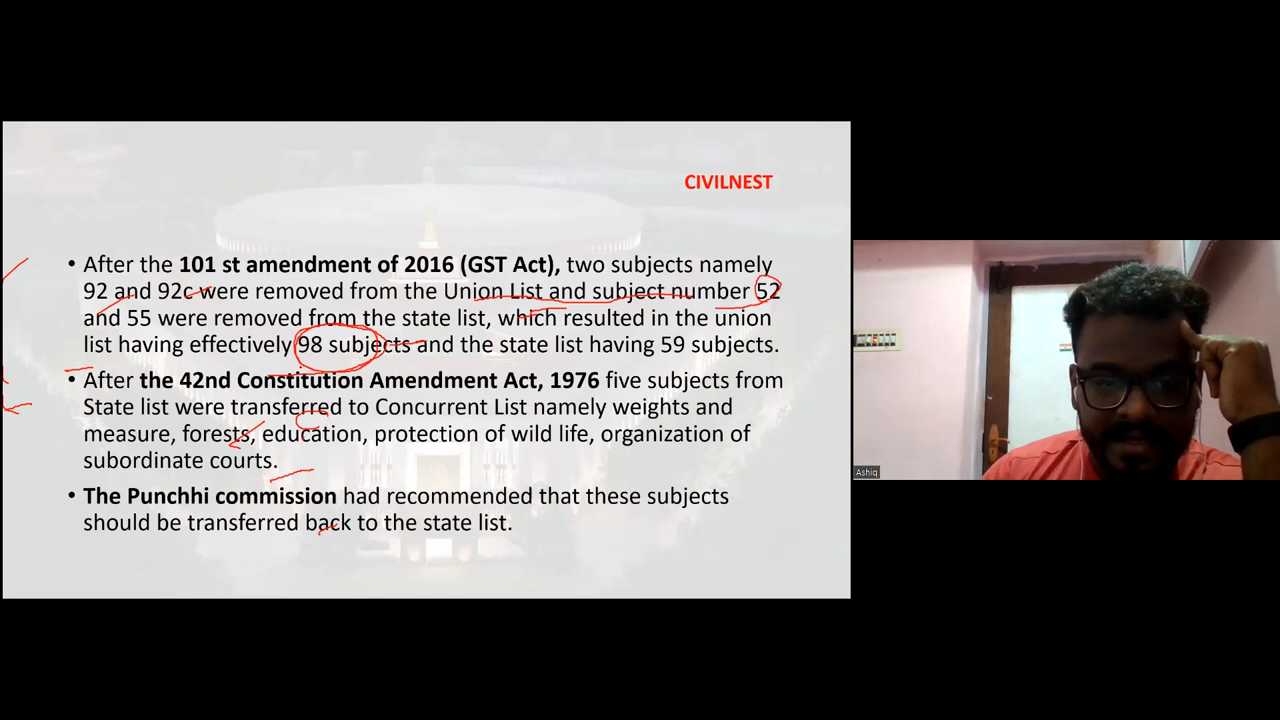 CIVILNEST
• After the 101 st amendment of 2016 (GST Act), two subjects namely
92 and 92c were removed from the Union List and subject number 52
and 55 were removed from the state list, which resulted in the union
list having effectively 98 subjects and the state list having 59 subjects.
• After the 42nd Constitution Amendment Act, 1976 five subjects from
State list were transferred to Concurrent List namely weights and
measure, forests, education, protection of wild life, organization of
subordinate courts.
• The Punchhi commission had recommended that these subjects
should be transferred back to the state list.
Ashiq